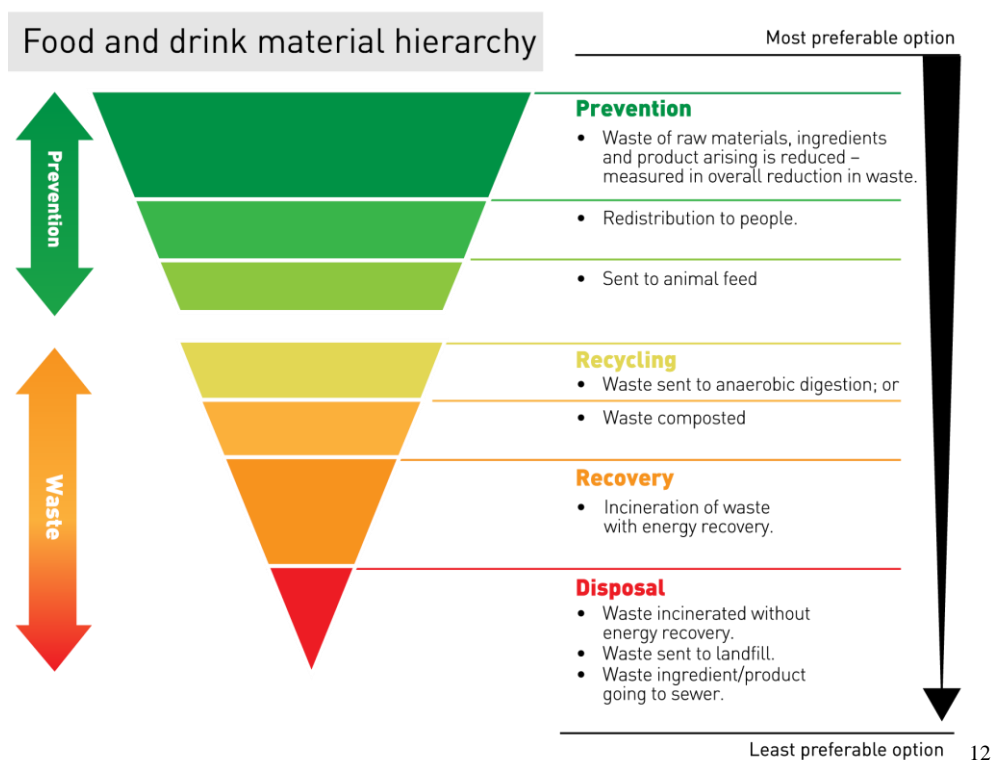 Food and drink material hierarchy
Most preferable option
Prevention
Prevention
• Waste of raw materials, ingredients
and product arising is reduced –
measured in overall reduction in waste.
• Redistribution to people.
• Sent to animal feed
Waste
Recycling
• Waste sent to anaerobic digestion; or
• Waste composted
Recovery
• Incineration of waste
with energy recovery.
Disposal
• Waste incinerated without
energy recovery.
• Waste sent to landfill.
• Waste ingredient/product
going to sewer.
Least preferable option
12